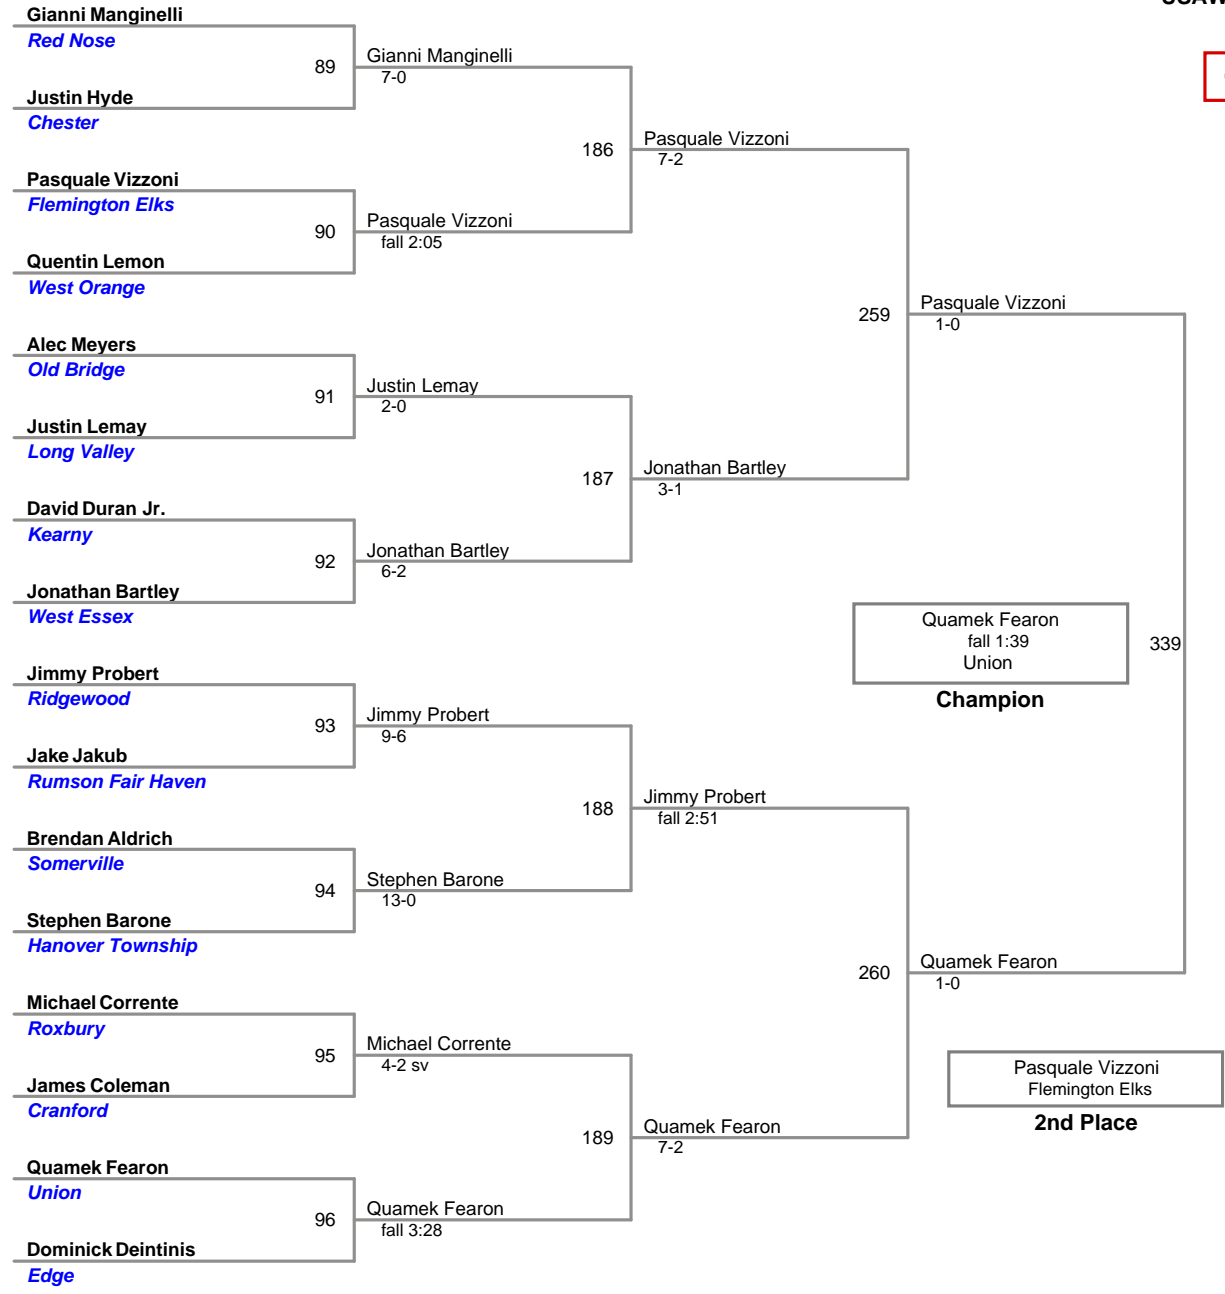 Gianni Manginelli
Red Nose
89
Justin Hyde
Chester
Gianni Manginelli
7-0
Pasquale Vizzoni
Flemington Elks
90
Quentin Lemon
West Orange
Pasquale Vizzoni
fall 2:05
186
Pasquale Vizzoni
7-2
Alec Meyers
Old Bridge
91
Justin Lemay
Long Valley
Justin Lemay
2-0
David Duran Jr.
Kearny
92
Jonathan Bartley
West Essex
Jonathan Bartley
6-2
187
Jonathan Bartley
3-1
259
Pasquale Vizzoni
1-0
Jimmy Probert
Ridgewood
93
Jake Jakub
Rumson Fair Haven
Jimmy Probert
9-6
Brendan Aldrich
Somerville
94
Stephen Barone
Hanover Township
Stephen Barone
13-0
188
Jimmy Probert
fall 2:51
Michael Corrente
Roxbury
95
James Coleman
Cranford
Michael Corrente
4-2 sv
Quamek Fearon
Union
96
Dominick Deintinis
Edge
Quamek Fearon
fall 3:28
189
Quamek Fearon
7-2
260
Quamek Fearon
1-0
339
Quamek Fearon
fall 1:39
Union
Champion
Pasquale Vizzoni
Flemington Elks
2nd Place